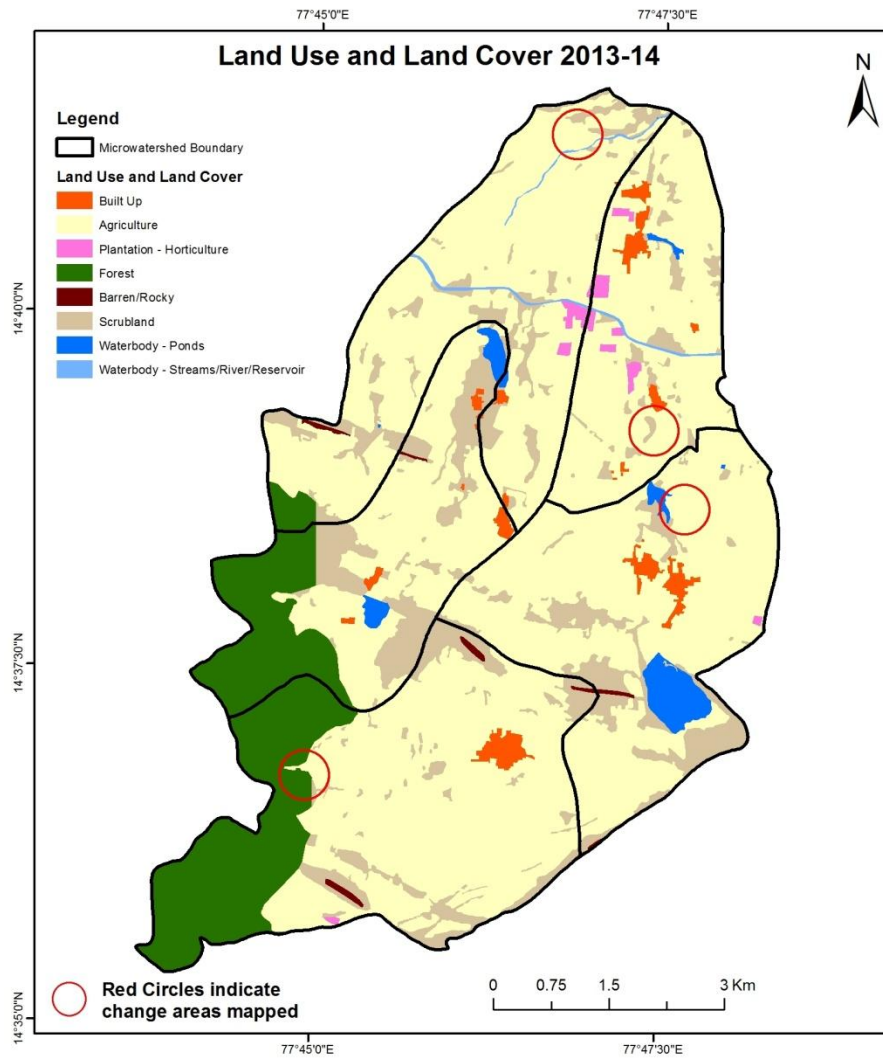 77°45'0"E
77°47'30"E
Land Use and Land Cover 2013-14
N
Legend
Microwatershed Boundary
Land Use and Land Cover
Built Up
Agriculture
Plantation - Horticulture
Forest
Barren/Rocky
Scrubland
Waterbody - Ponds
Waterbody - Streams/River/Reservoir
14°40'0"N
14°37'30"N
14°35'0"N
Red Circles indicate
change areas mapped
0 0.75 1.5 3 Km
77°45'0"E
77°47'30"E